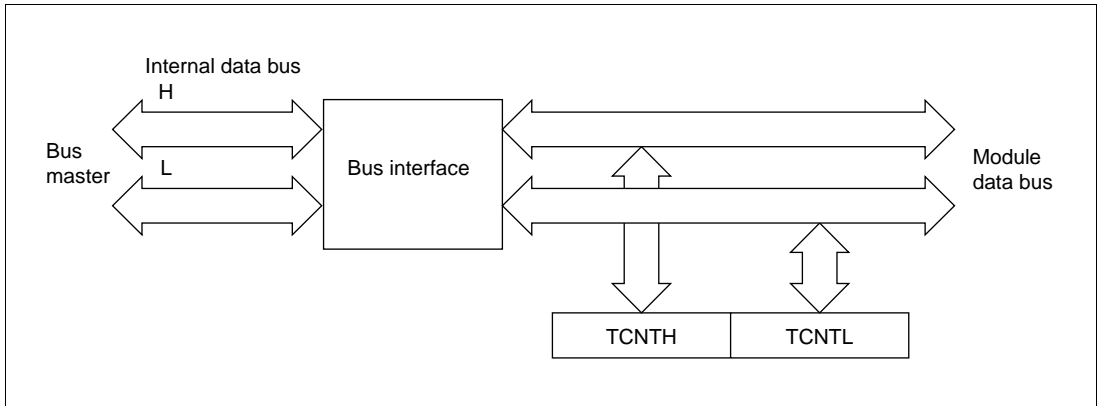 Internal data bus
H
Bus
master
L
Bus interface
Module
data bus
TCNTH
TCNTL